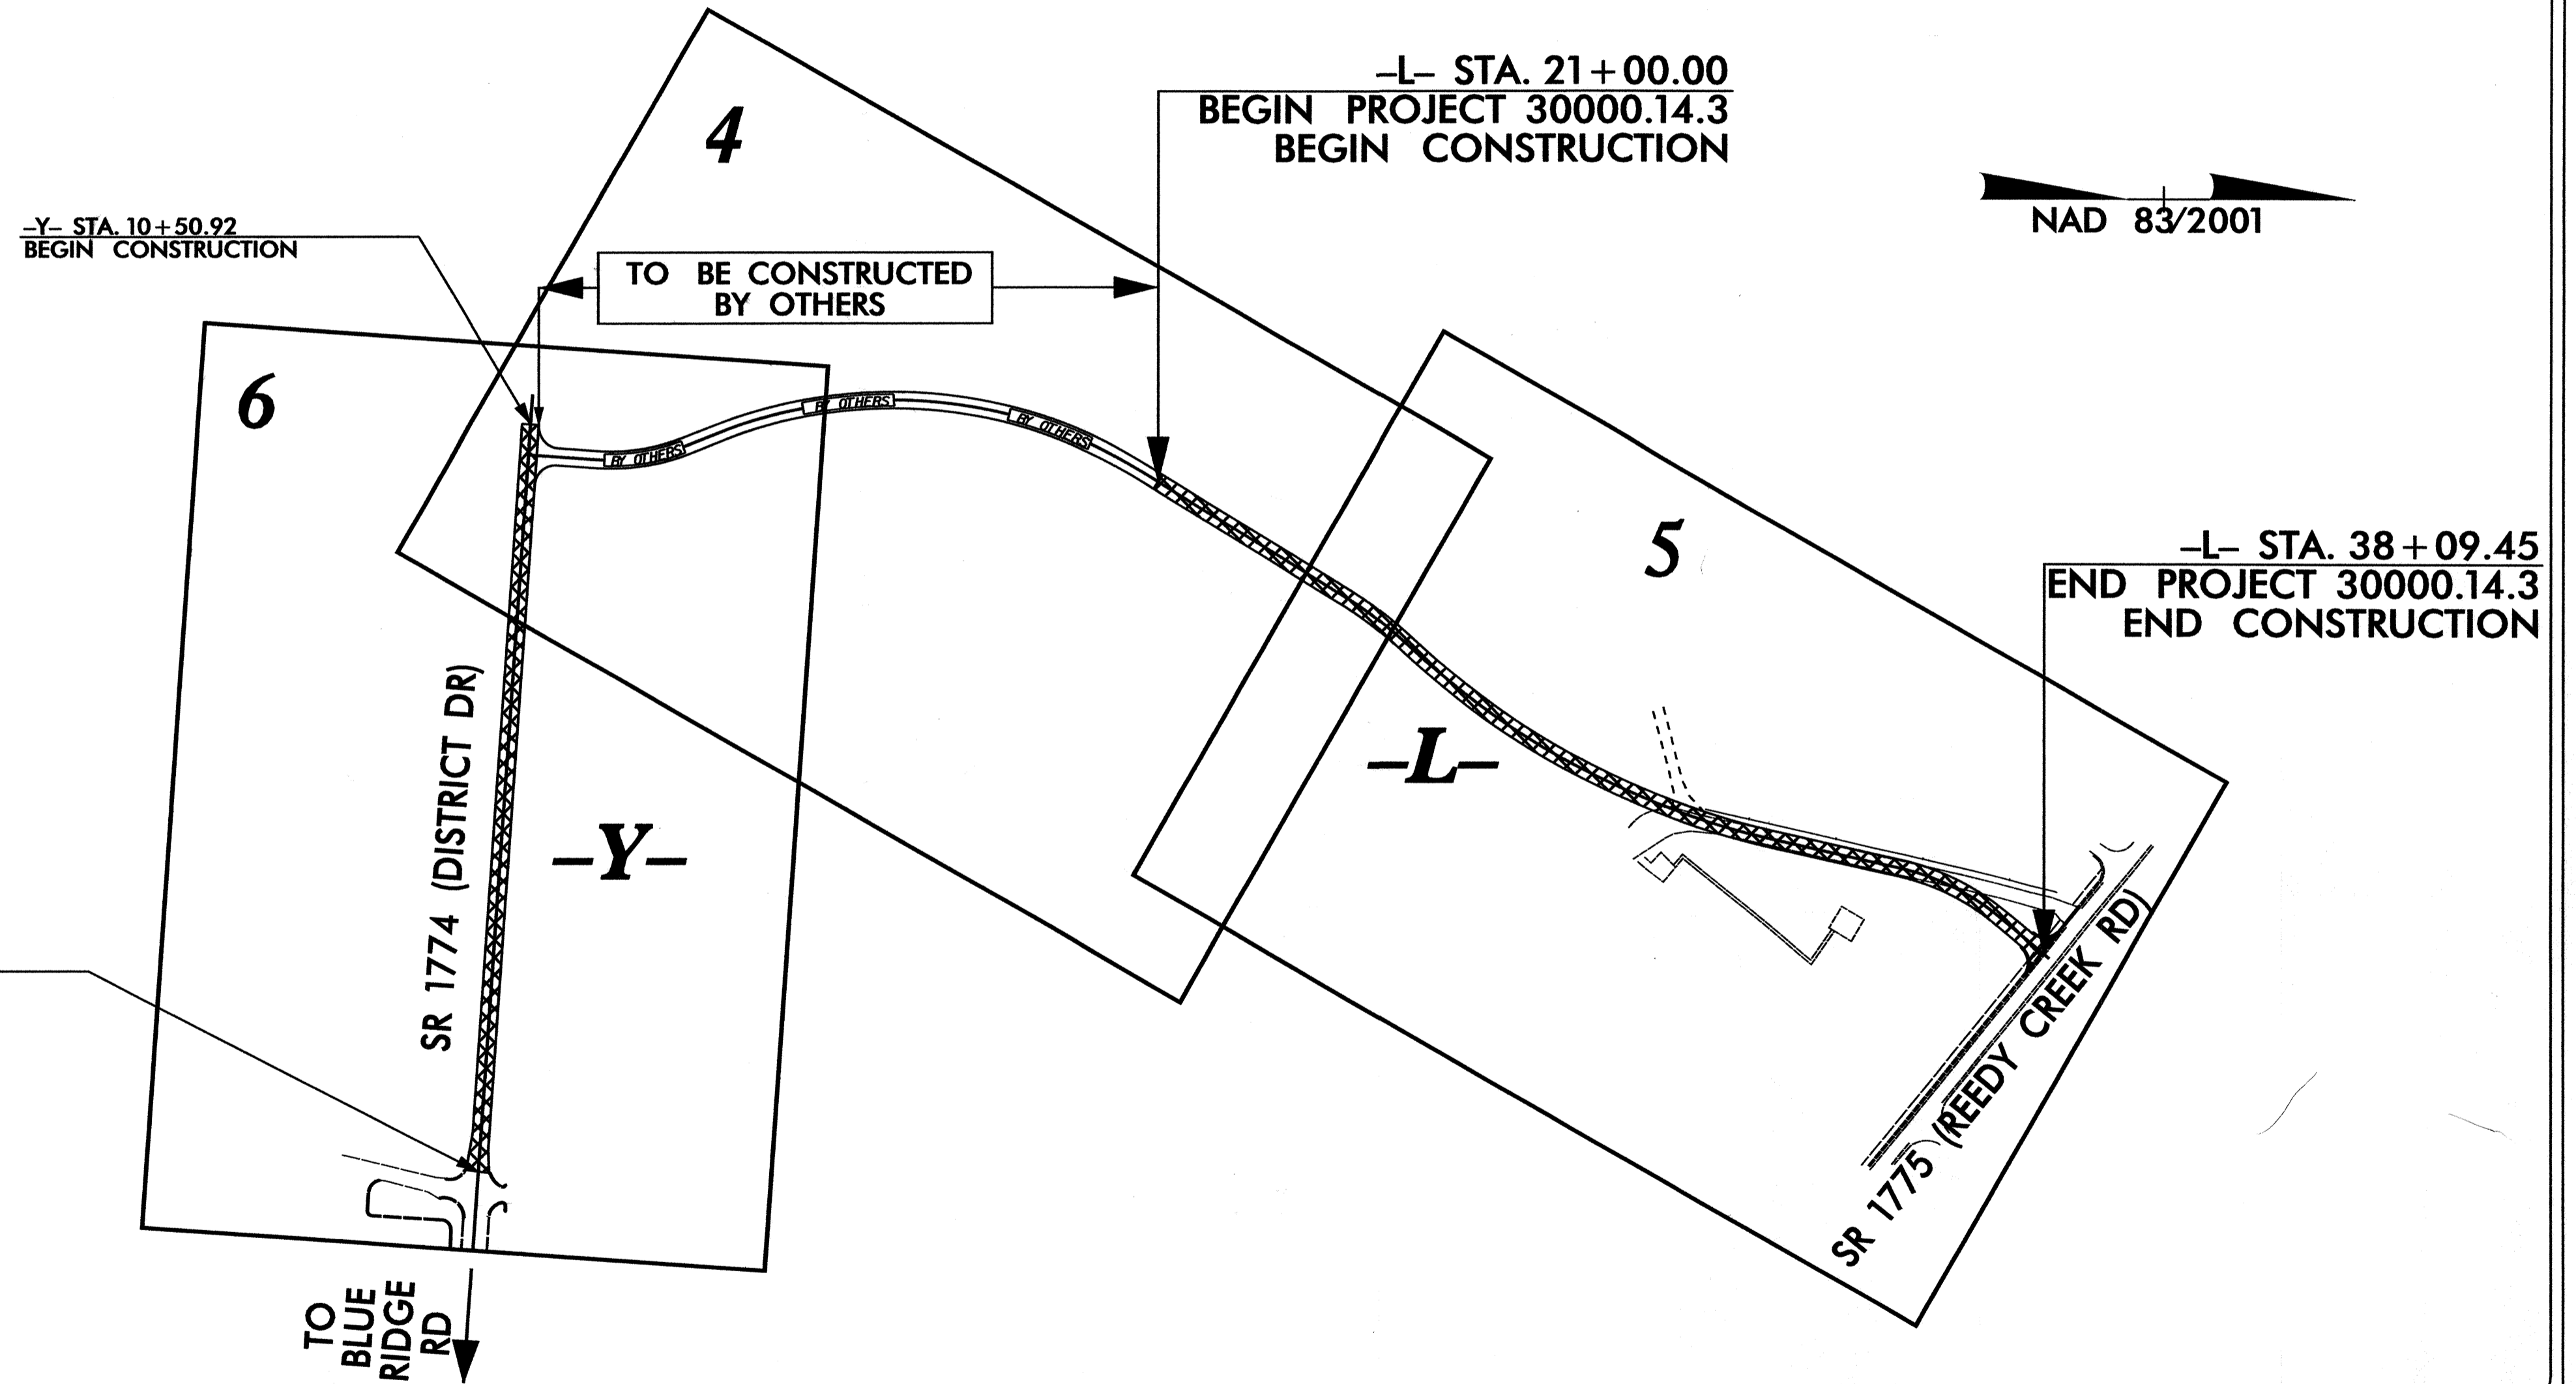 4
–L– STA. 21+00.00
BEGIN PROJECT 30000.14.3
BEGIN CONSTRUCTION
NAD 83/2001
–Y– STA. 10+50.92
BEGIN CONSTRUCTION
TO BE CONSTRUCTED
BY OTHERS
6
BY OTHERS
BY OTHERS
BY OTHERS
5
–L– STA. 38+09.45
END PROJECT 30000.14.3
END CONSTRUCTION
SR 1774 (DISTRICT DR)
–L–
–Y–
SR 1775 (REEDY CREEK RD)
TO
BLUE
RIDGE
RD